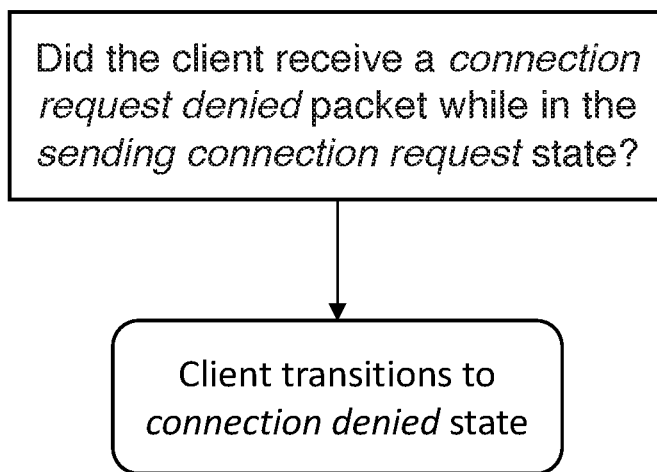 Did the client receive a connection
request denied packet while in the
sending connection request state?
Client transitions to
connection denied state